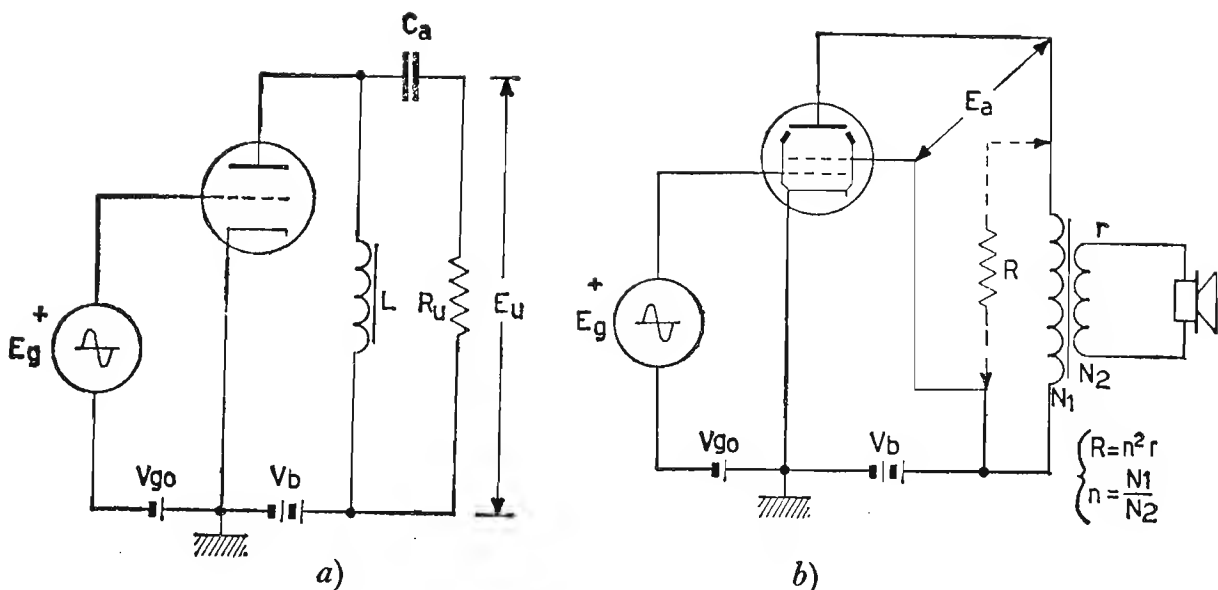 Ca
+
Eg
L
Ru
Eu
Vgo
Vb
a)
Ea
+
Eg
R
r
N1
N2
Vgo
Vb
R=n²r
n=N1/N2
b)